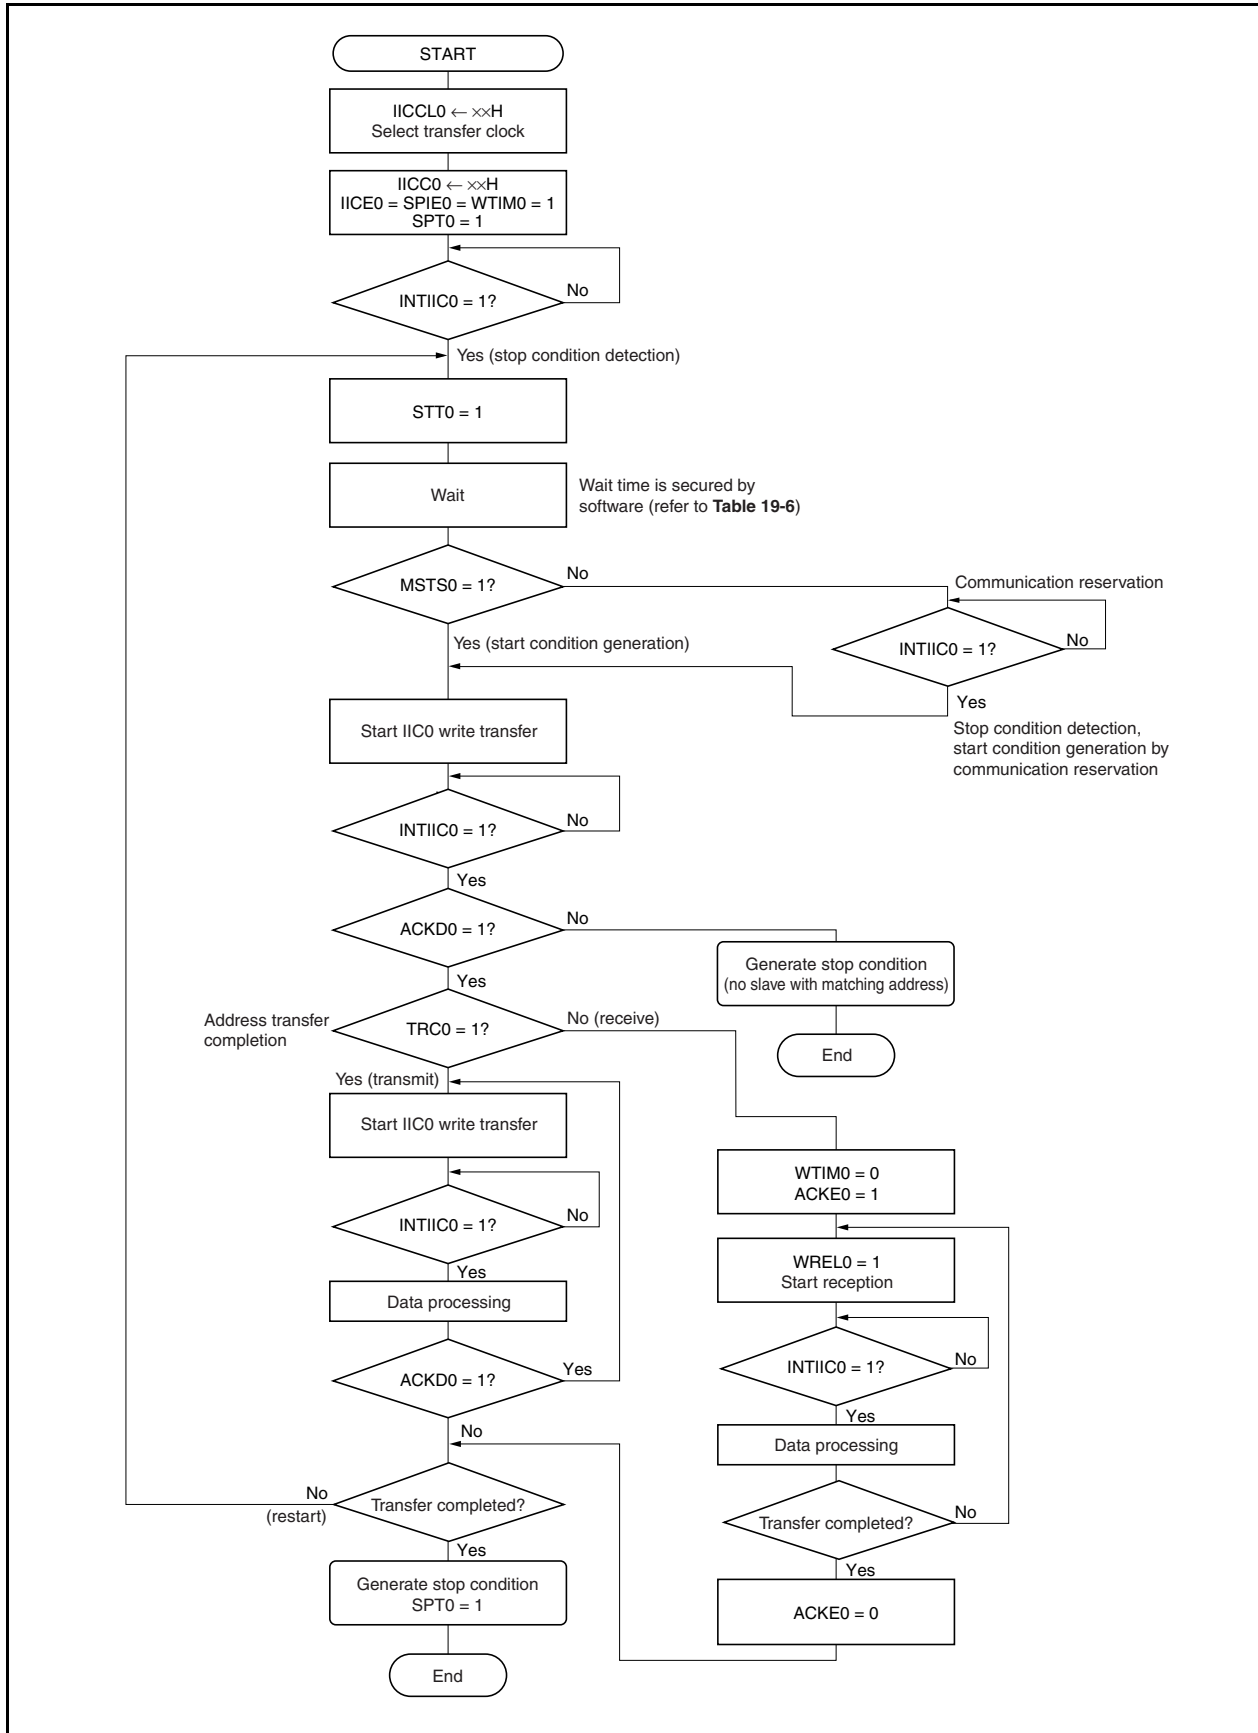 START
IICCL0 ← ××H
Select transfer clock
IICC0 ← ××H
IICE0 = SPIE0 = WTIM0 = 1
SPT0 = 1
INTIIC0 = 1?
No
Yes (stop condition detection)
STT0 = 1
Wait
Wait time is secured by
software (refer to Table 19-6)
MSTS0 = 1?
No
Communication reservation
INTIIC0 = 1?
No
Yes
Stop condition detection,
start condition generation by
communication reservation
Yes (start condition generation)
Start IIC0 write transfer
INTIIC0 = 1?
No
Yes
ACKD0 = 1?
No
Generate stop condition
(no slave with matching address)
End
Yes
Address transfer
completion
TRC0 = 1?
No (receive)
Yes (transmit)
Start IIC0 write transfer
INTIIC0 = 1?
No
Yes
Data processing
ACKD0 = 1?
Yes
No
Transfer completed?
No
(restart)
Yes
Generate stop condition
SPT0 = 1
End
WTIM0 = 0
ACKE0 = 1
WREL0 = 1
Start reception
INTIIC0 = 1?
No
Yes
Data processing
Transfer completed?
No
Yes
ACKE0 = 0